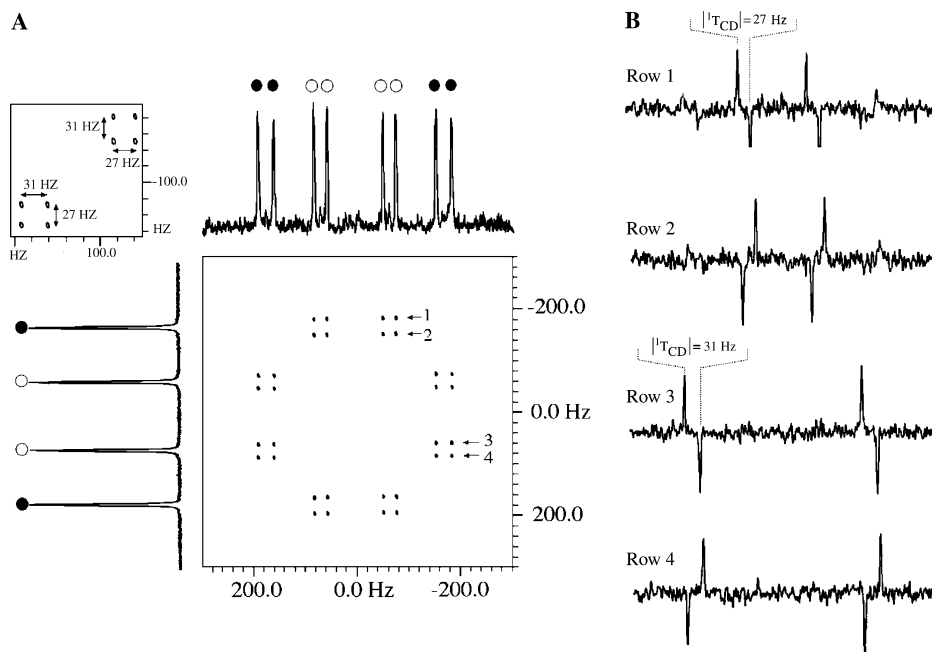 A
31 HZ
27 HZ
31 HZ
27 HZ
-100.0
HZ
HZ
100.0
1
2
3
4
-200.0
0.0 Hz
200.0
200.0
0.0 Hz
-200.0
B
|¹T_CD| = 27 Hz
Row 1
Row 2
|¹T_CD| = 31 Hz
Row 3
Row 4